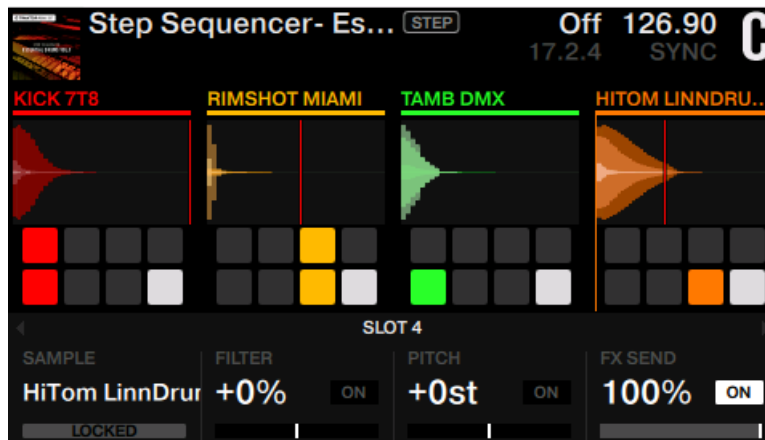 Step Sequencer- Es... STEP Off 126.90 C
17.2.4 SYNC
KICK 7T8 RIMSHOT MIAMI TAMB DMX HITOM LINNDRU..
SLOT 4
SAMPLE FILTER PITCH FX SEND
HiTom LinnDrur +0% ON +0st ON 100% ON
LOCKED